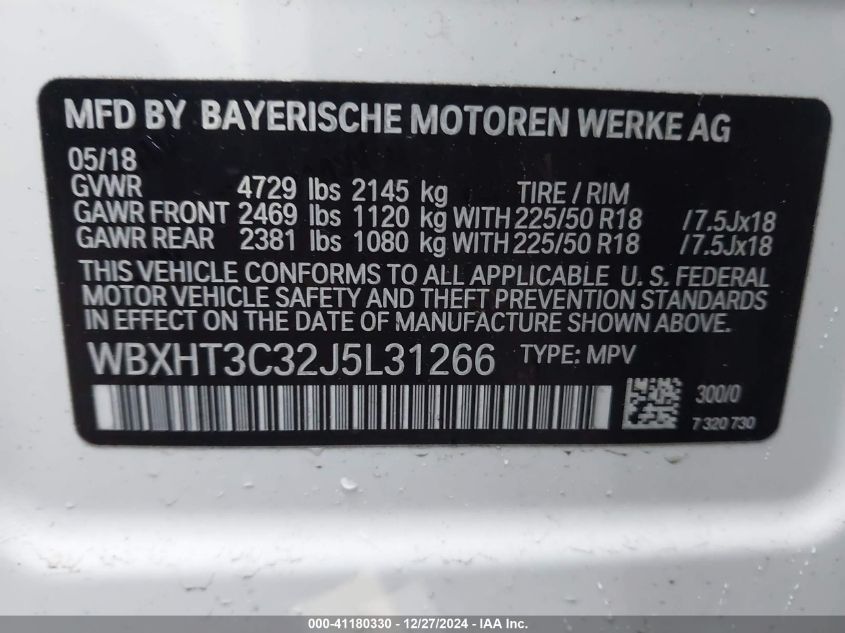 MFD BY BAYERISCHE MOTOREN WERKE AG
05/18
GVWR 4729 lbs 2145 kg TIRE / RIM
GAWR FRONT 2469 lbs 1120 kg WITH 225/50 R18 / 7.5Jx18
GAWR REAR 2381 lbs 1080 kg WITH 225/50 R18 / 7.5Jx18
THIS VEHICLE CONFORMS TO ALL APPLICABLE U. S. FEDERAL
MOTOR VEHICLE SAFETY AND THEFT PREVENTION STANDARDS
IN EFFECT ON THE DATE OF MANUFACTURE SHOWN ABOVE.
WBXHT3C32J5L31266 TYPE: MPV
300/0
7 320 730
000-41180330 - 12/27/2024 - IAA Inc.